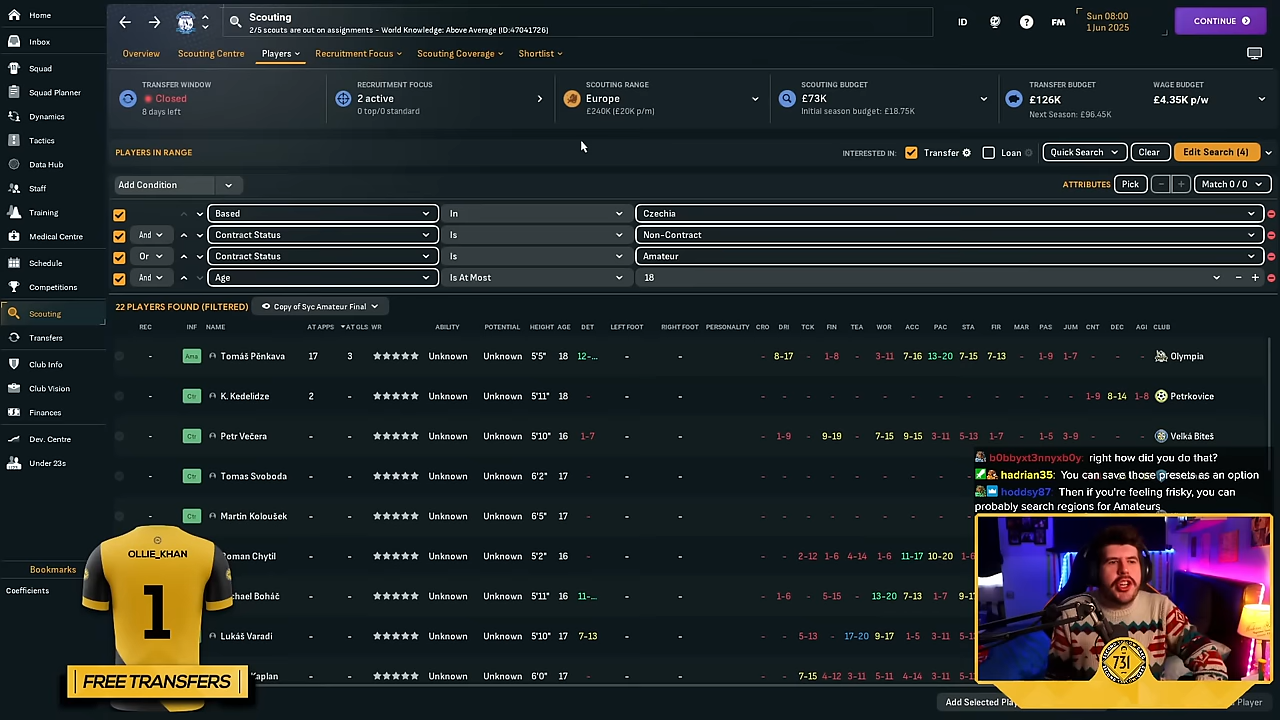 Home
Inbox
Squad
Squad Planner
Dynamics
Tactics
Data Hub
Staff
Training
Medical Centre
Schedule
Competitions
Scouting
Transfers
Club Info
Club Vision
Finances
Dev. Centre
Under 23s
Bookmarks
Coefficients
Scouting
2/5 scouts are out on assignments - World Knowledge: Above Average (ID:47041726)
ID
FM
Sun 08:00
1 Jun 2025
CONTINUE
Overview Scouting Centre Players Recruitment Focus Scouting Coverage Shortlist
TRANSFER WINDOW
Closed
8 days left
RECRUITMENT FOCUS
2 active
0 top/0 standard
SCOUTING RANGE
Europe
£240K (£20K p/m)
SCOUTING BUDGET
£73K
Initial season budget: £18.75K
TRANSFER BUDGET
£126K
Next Season: £96.45K
WAGE BUDGET
£4.35K p/w
PLAYERS IN RANGE
INTERESTED IN: Transfer Loan Quick Search Clear Edit Search (4)
Add Condition
ATTRIBUTES Pick - + Match 0 / 0
Based In Czechia
And Contract Status Is Non-Contract
Or Contract Status Is Amateur
And Age Is At Most 18 - +
22 PLAYERS FOUND (FILTERED) Copy of Syc Amateur Final
REC INF NAME AT APPS AT GLS WR ABILITY POTENTIAL HEIGHT AGE DET LEFT FOOT RIGHT FOOT PERSONALITY CRO DRI TCK FIN TEA WOR ACC PAC STA FIR MAR PAS JUM CNT DEC AGI CLUB
- Ama Tomáš Pěnkava 17 3 Unknown Unknown 5'5" 18 12-... - - - 8-17 - 1-8 - 3-11 7-16 13-20 7-15 7-13 - 1-9 1-7 - - - Olympia
- Ctr K. Kedelidze 2 - Unknown Unknown 5'11" 18 - - - - - - - - - - - - - - - - 1-9 8-14 1-8 Petrkovice
- Ctr Petr Večera - - Unknown Unknown 5'10" 16 1-7 - - - 1-9 - 9-19 - 7-15 9-15 3-11 5-13 1-7 - 1-5 3-9 - - - Velká Bíteš
- Ctr Tomas Svoboda - - Unknown Unknown 6'2" 17 - - - - - - - - - - - - - - - -
- Ctr Martin Koloušek - - Unknown Unknown 6'5" 17 - - - - - - - - - - -
oman Chytil - - Unknown Unknown 5'2" 16 - - - - - 2-12 1-6 4-14 1-6 11-17 10-20
chael Boháč - - Unknown Unknown 5'11" 16 11-... - - - 1-6 - 5-15 - 13-20 7-13 1-7
Lukáš Varadi - - Unknown Unknown 5'10" 17 7-13 - - - - 5-13 - 17-20 9-17 1-5 3-11
Kaplan - - Unknown Unknown 6'0" 17 - - - - - 7-15 4-12 3-11 5-11 4-14 3-11
b0bbyxt3nnyxb0y: right how did you do that?
hadrian35: You can save those presets as an option
hoddsy87: Then if you're feeling frisky, you can
probably search regions for Amateurs
OLLIE_KHAN
1
FREE TRANSFERS
731
Add Selected Play
Player